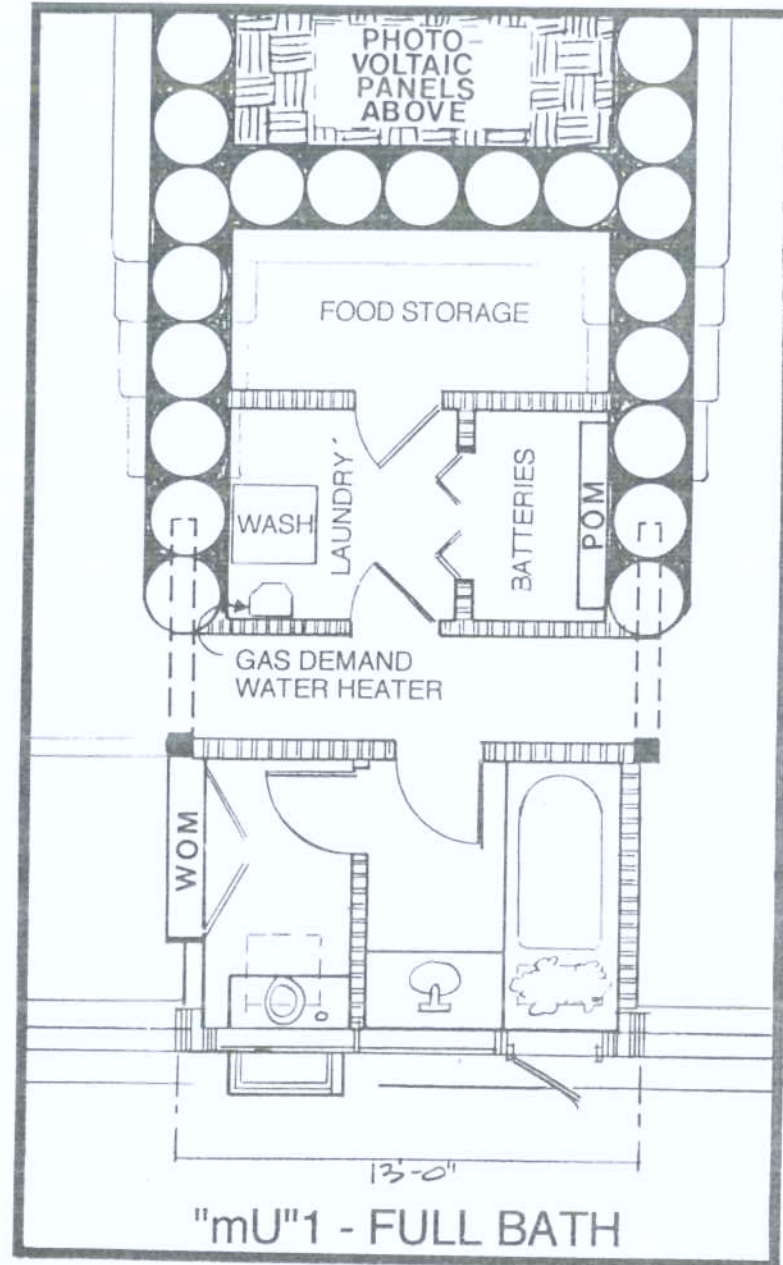 PHOTO-
VOLTAIC
PANELS
ABOVE
FOOD STORAGE
LAUNDRY
WASH
BATTERIES
POM
GAS DEMAND
WATER HEATER
WOM
13'-0"
"mU"1 - FULL BATH